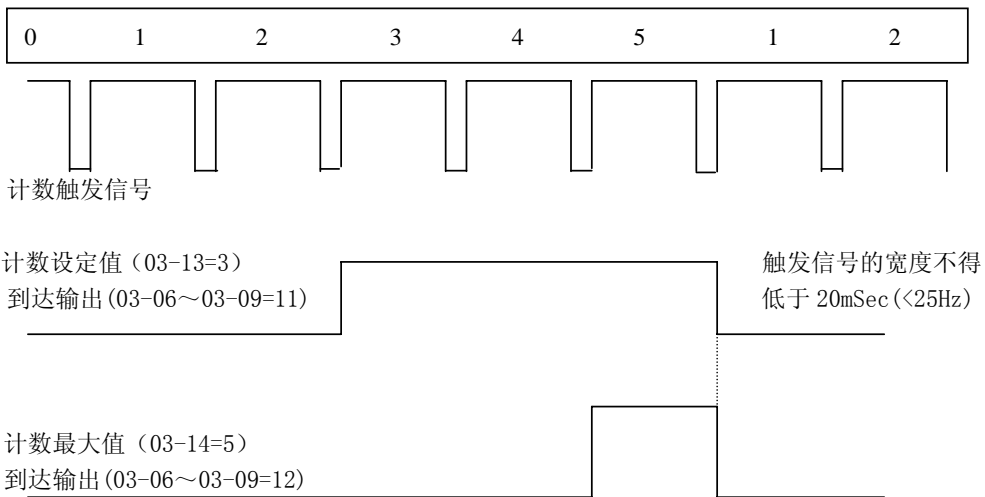 0 1 2 3 4 5 1 2
计数触发信号
计数设定值（03-13=3）
到达输出(03-06～03-09=11)
触发信号的宽度不得
低于 20mSec(<25Hz)
计数最大值（03-14=5）
到达输出(03-06～03-09=12)